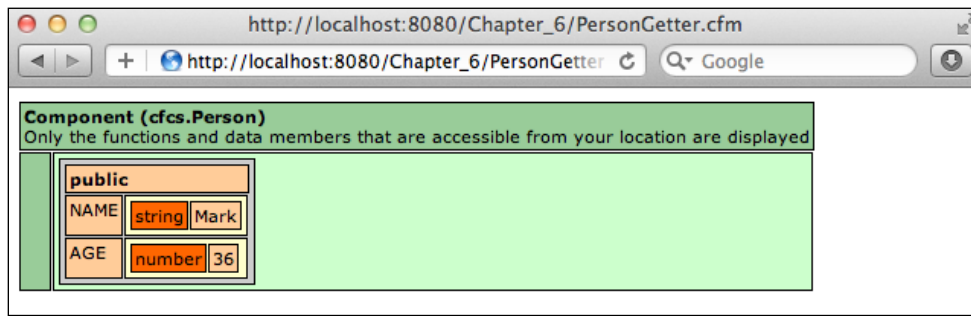 http://localhost:8080/Chapter_6/PersonGetter.cfm
http://localhost:8080/Chapter_6/PersonGetter
Google
Component (cfcs.Person)
Only the functions and data members that are accessible from your location are displayed
public
NAME string Mark
AGE number 36